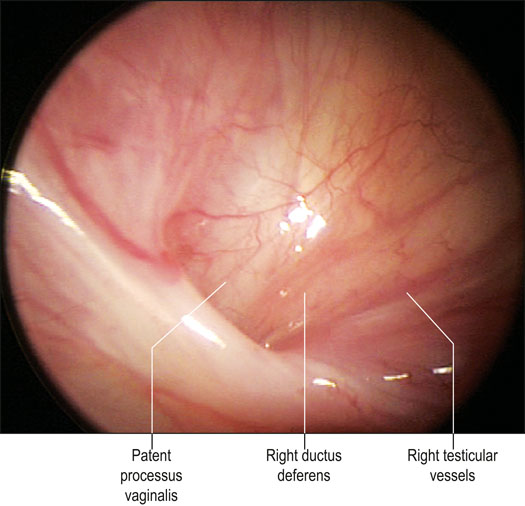 Patent
processus
vaginalis
Right ductus
deferens
Right testicular
vessels